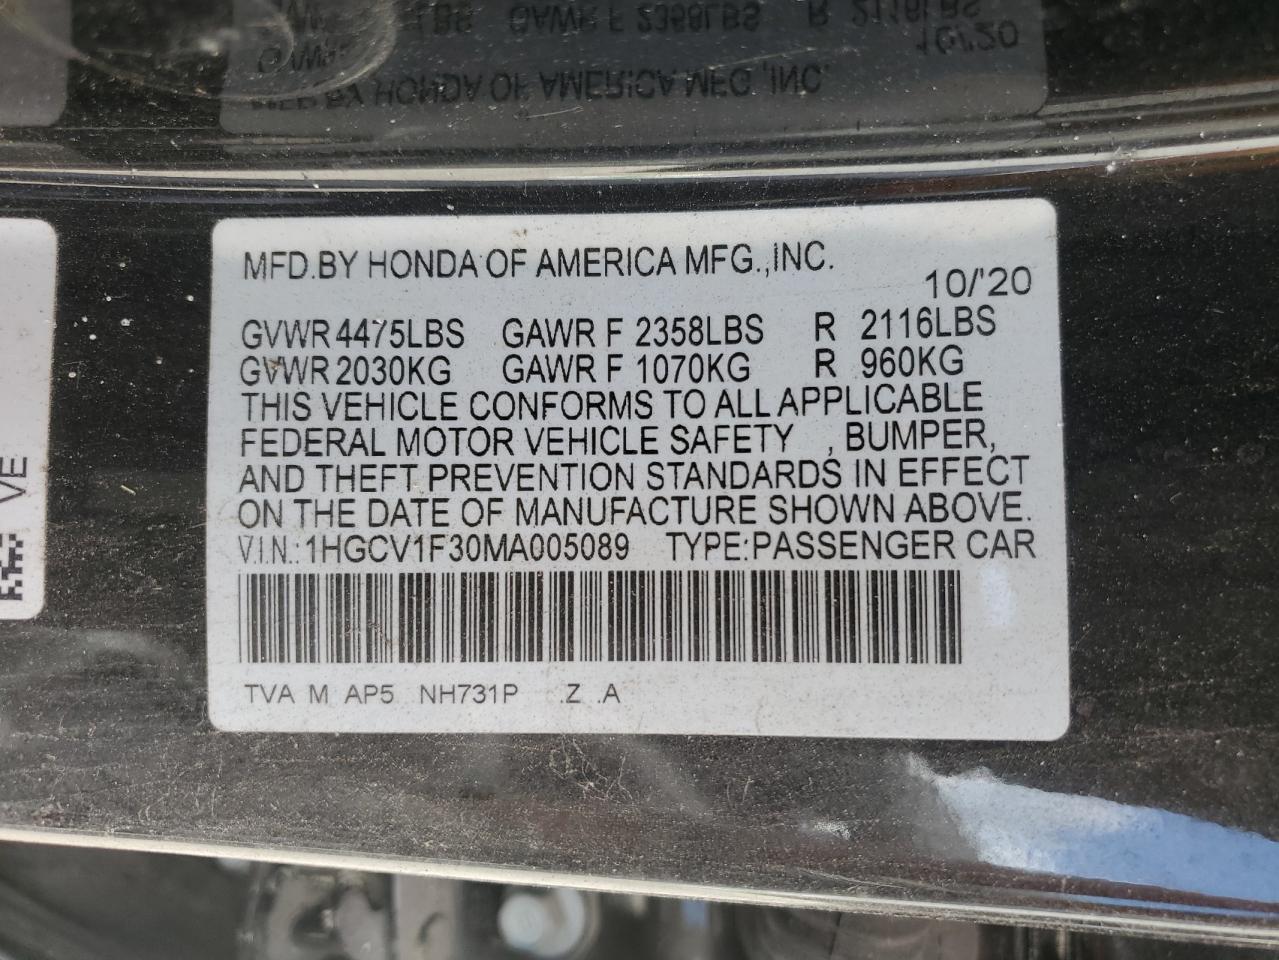 MFD.BY HONDA OF AMERICA MFG.,INC.
10/'20
GVWR 4475LBS GAWR F 2358LBS R 2116LBS
GVWR 2030KG GAWR F 1070KG R 960KG
THIS VEHICLE CONFORMS TO ALL APPLICABLE
FEDERAL MOTOR VEHICLE SAFETY , BUMPER,
AND THEFT PREVENTION STANDARDS IN EFFECT
ON THE DATE OF MANUFACTURE SHOWN ABOVE.
V.I.N.:1HGCV1F30MA005089 TYPE:PASSENGER CAR
TVA M AP5 NH731P .Z .A
VE